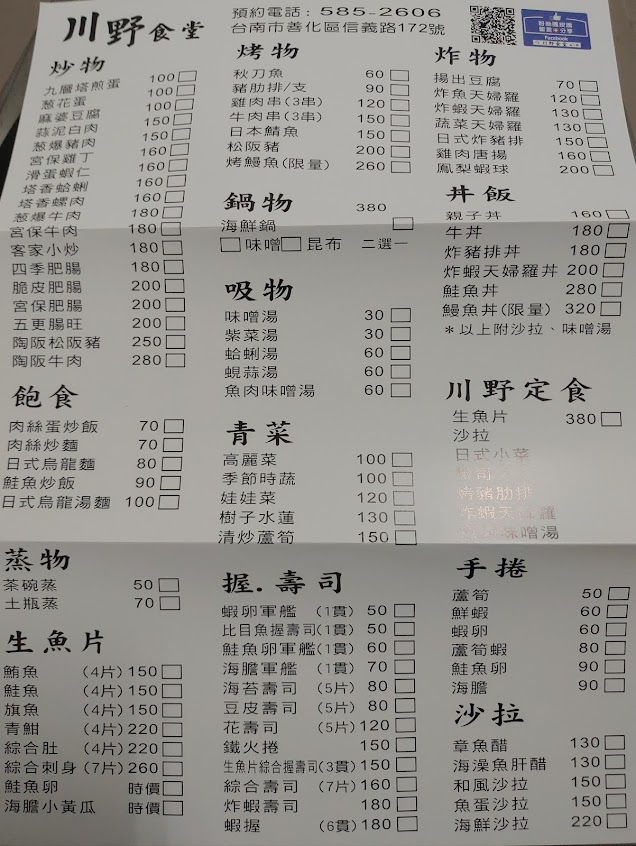 川野食堂
預約電話：585-2606
台南市善化區信義路172號
Facebook
炒物
九層塔煎蛋 100
蔥花蛋 100
麻婆豆腐 100
蒜泥白肉 150
蔥爆豬肉 150
宮保雞丁 160
滑蛋蝦仁 160
塔香蛤蜊 160
塔香螺肉 160
蔥爆牛肉 180
宮保牛肉 180
客家小炒 180
四季肥腸 180
脆皮肥腸 200
宮保肥腸 200
五更腸旺 200
陶阪松阪豬 250
陶阪牛肉 280
飽食
肉絲蛋炒飯 70
肉絲炒麵 70
日式烏龍麵 80
鮭魚炒飯 90
日式烏龍湯麵 100
蒸物
茶碗蒸 50
土瓶蒸 70
生魚片
鮪魚 (4片) 150
鮭魚 (4片) 150
旗魚 (4片) 150
青魽 (4片) 220
綜合肚 (4片) 220
綜合刺身 (7片) 260
鮭魚卵 時價
海膽小黃瓜 時價
烤物
秋刀魚 60
豬肋排/支 90
雞肉串(3串) 120
牛肉串(3串) 150
日本鯖魚 150
松阪豬 200
烤鰻魚(限量) 260
鍋物
海鮮鍋 380
味噌 昆布 二選一
吸物
味噌湯 30
紫菜湯 30
蛤蜊湯 60
蜆蒜湯 60
魚肉味噌湯 60
青菜
高麗菜 100
季節時蔬 100
娃娃菜 120
樹子水蓮 130
清炒蘆筍 150
握.壽司
蝦卵軍艦 (1貫) 50
比目魚握壽司(1貫) 50
鮭魚卵軍艦(1貫) 60
海膽軍艦 (1貫) 70
海苔壽司 (5片) 80
豆皮壽司 (5片) 80
花壽司 (5片) 120
鐵火捲 150
生魚片綜合握壽司(3貫) 150
綜合壽司 (7片) 160
炸蝦壽司 180
蝦握 (6貫) 180
炸物
揚出豆腐 70
炸魚天婦羅 120
炸蝦天婦羅 130
蔬菜天婦羅 130
日式炸豬排 150
雞肉唐揚 160
鳳梨蝦球 200
丼飯
親子丼 160
牛丼 180
炸豬排丼 180
炸蝦天婦羅丼 200
鮭魚丼 280
鰻魚丼(限量) 320
*以上附沙拉、味噌湯
川野定食
生魚片 380
沙拉
日式小菜
壽司
烤豬肋排
炸蝦天婦羅
味噌湯
手捲
蘆筍 50
鮮蝦 60
蝦卵 60
蘆筍蝦 80
鮭魚卵 90
海膽 90
沙拉
章魚醋 130
海藻魚肝醋 130
和風沙拉 150
魚蛋沙拉 150
海鮮沙拉 220